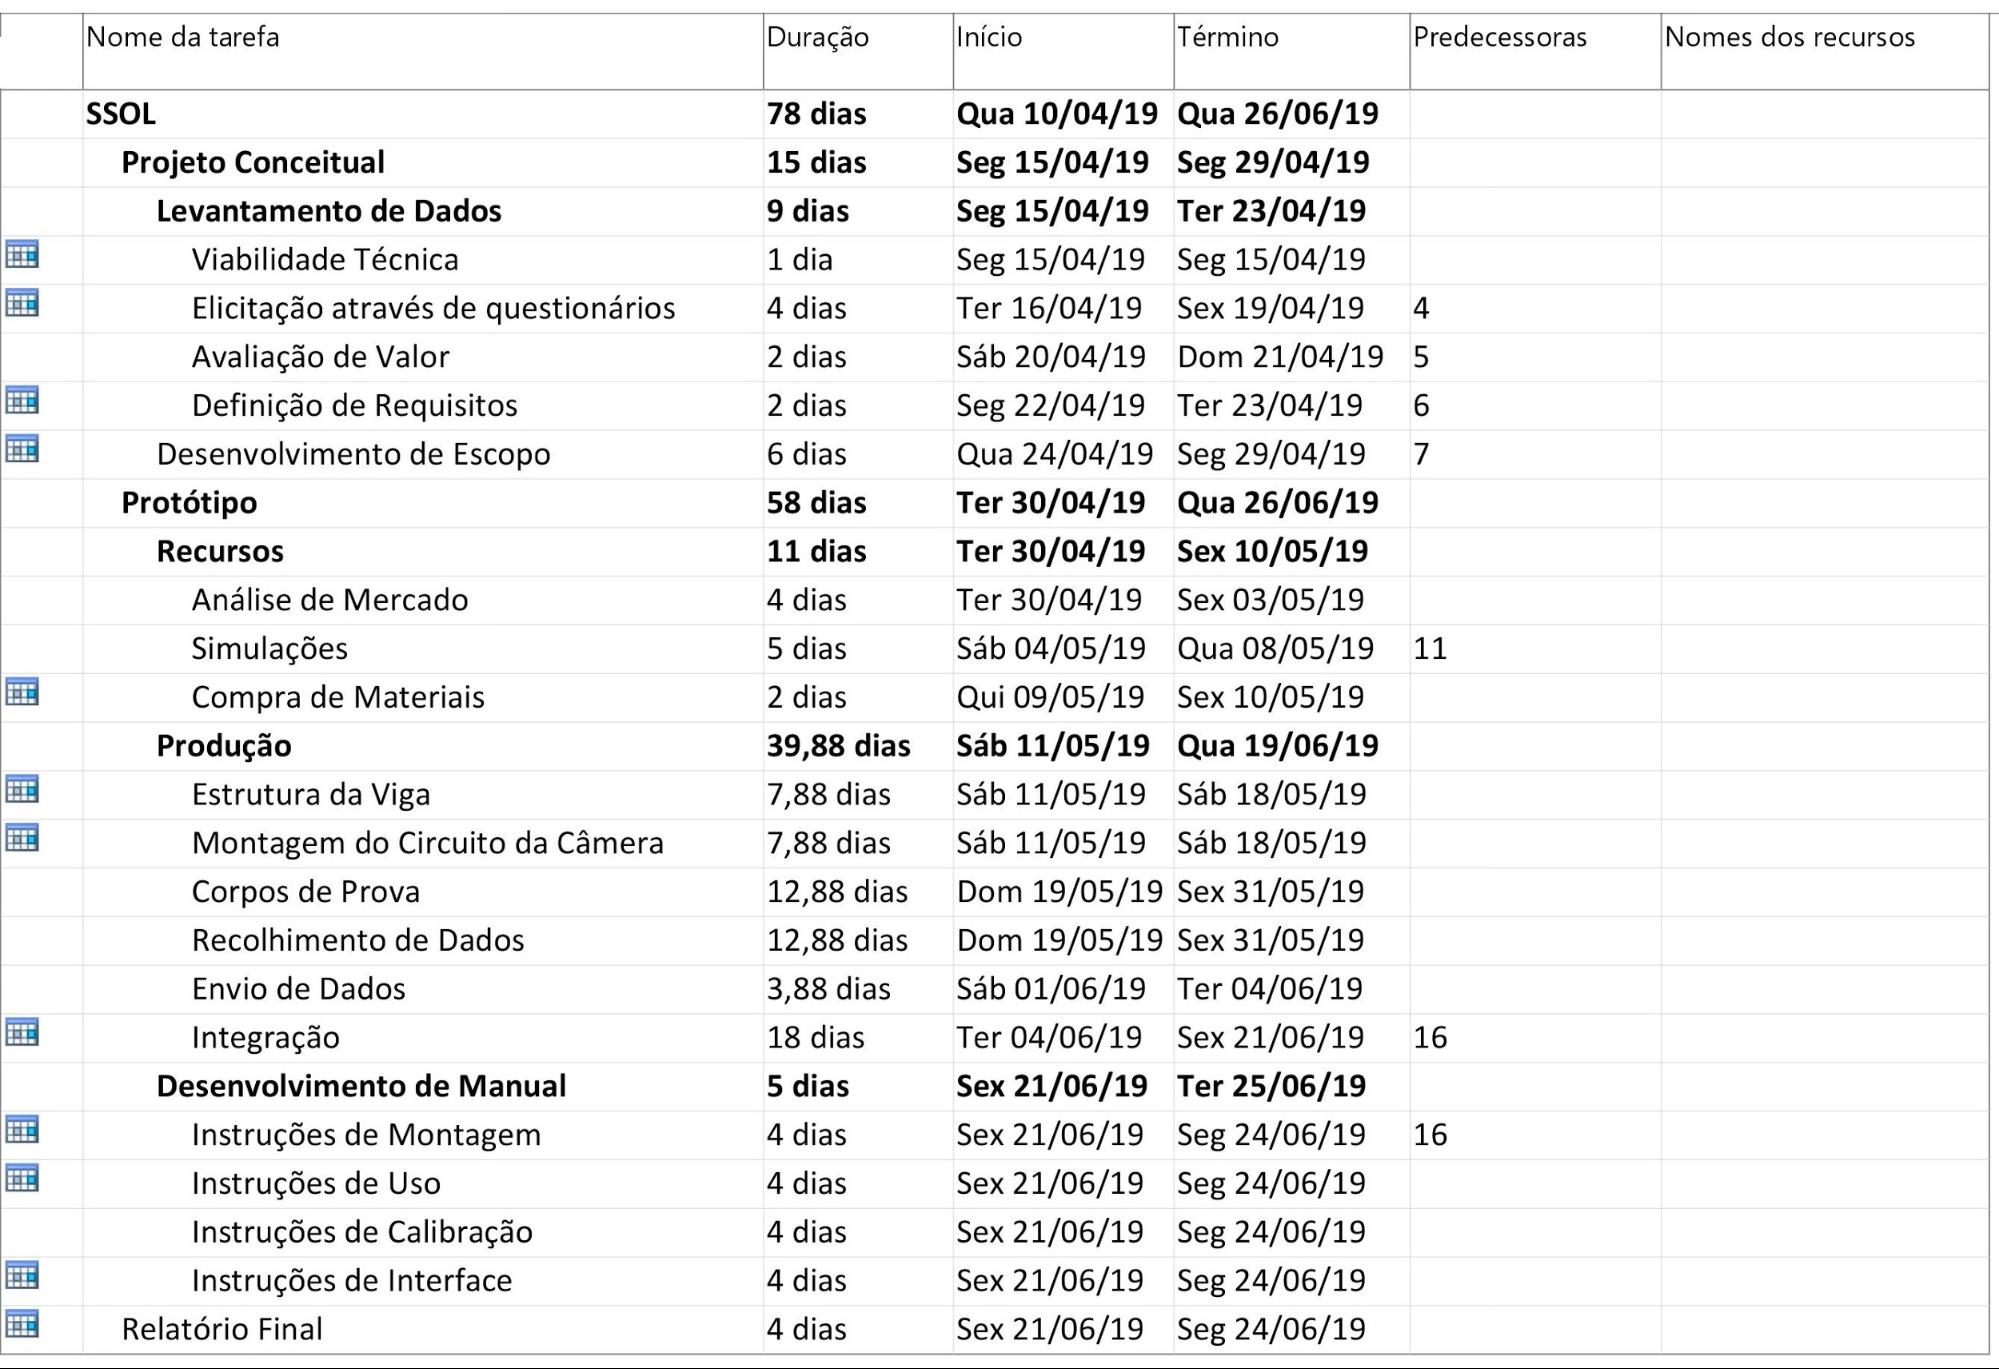 Nome da tarefa Duração Início Término Predecessoras Nomes dos recursos
SSOL 78 dias Qua 10/04/19 Qua 26/06/19
Projeto Conceitual 15 dias Seg 15/04/19 Seg 29/04/19
Levantamento de Dados 9 dias Seg 15/04/19 Ter 23/04/19
Viabilidade Técnica 1 dia Seg 15/04/19 Seg 15/04/19
Elicitação através de questionários 4 dias Ter 16/04/19 Sex 19/04/19 4
Avaliação de Valor 2 dias Sáb 20/04/19 Dom 21/04/19 5
Definição de Requisitos 2 dias Seg 22/04/19 Ter 23/04/19 6
Desenvolvimento de Escopo 6 dias Qua 24/04/19 Seg 29/04/19 7
Protótipo 58 dias Ter 30/04/19 Qua 26/06/19
Recursos 11 dias Ter 30/04/19 Sex 10/05/19
Análise de Mercado 4 dias Ter 30/04/19 Sex 03/05/19
Simulações 5 dias Sáb 04/05/19 Qua 08/05/19 11
Compra de Materiais 2 dias Qui 09/05/19 Sex 10/05/19
Produção 39,88 dias Sáb 11/05/19 Qua 19/06/19
Estrutura da Viga 7,88 dias Sáb 11/05/19 Sáb 18/05/19
Montagem do Circuito da Câmera 7,88 dias Sáb 11/05/19 Sáb 18/05/19
Corpos de Prova 12,88 dias Dom 19/05/19 Sex 31/05/19
Recolhimento de Dados 12,88 dias Dom 19/05/19 Sex 31/05/19
Envio de Dados 3,88 dias Sáb 01/06/19 Ter 04/06/19
Integração 18 dias Ter 04/06/19 Sex 21/06/19 16
Desenvolvimento de Manual 5 dias Sex 21/06/19 Ter 25/06/19
Instruções de Montagem 4 dias Sex 21/06/19 Seg 24/06/19 16
Instruções de Uso 4 dias Sex 21/06/19 Seg 24/06/19
Instruções de Calibração 4 dias Sex 21/06/19 Seg 24/06/19
Instruções de Interface 4 dias Sex 21/06/19 Seg 24/06/19
Relatório Final 4 dias Sex 21/06/19 Seg 24/06/19